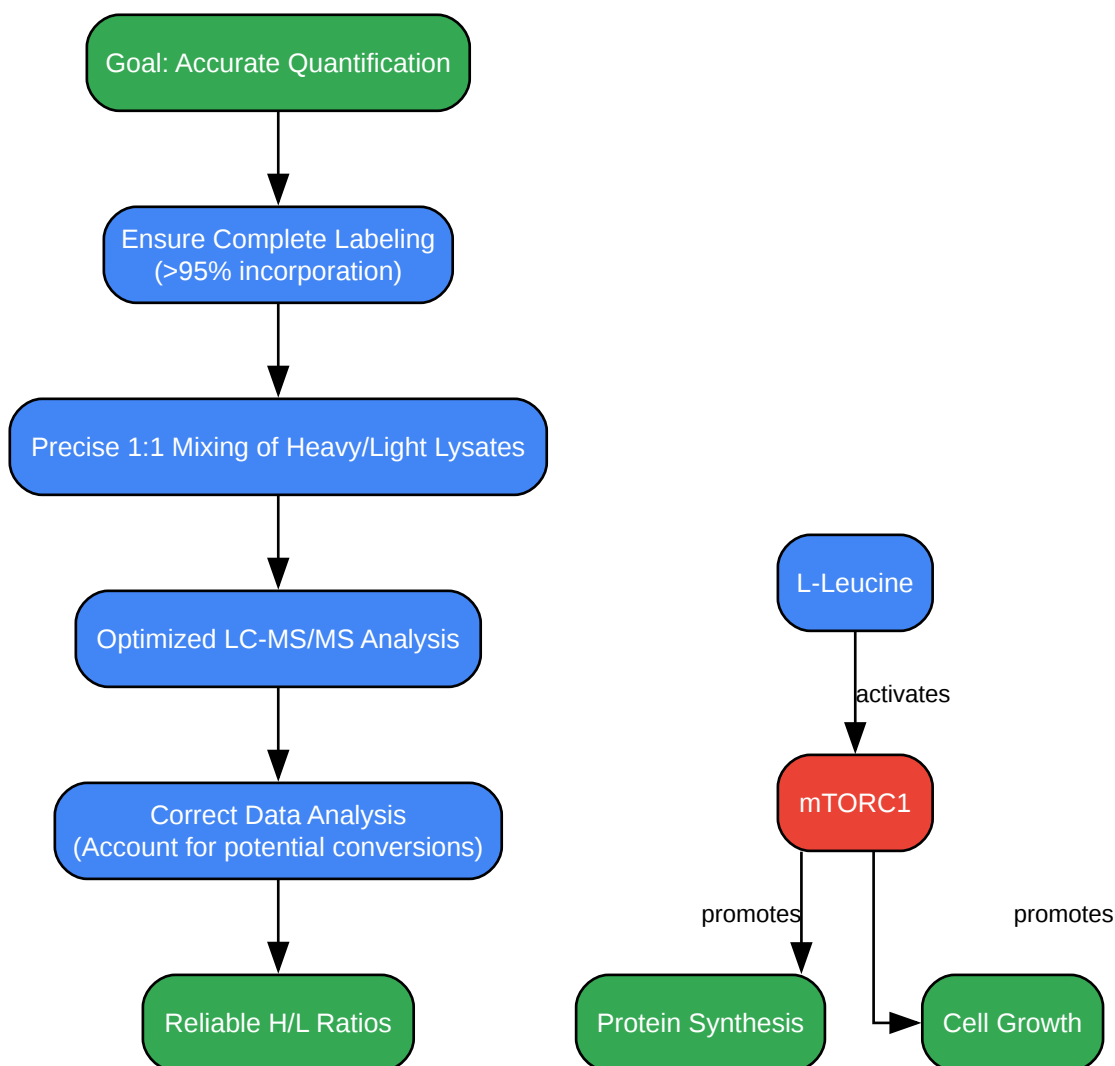 Goal: Accurate Quantification
Ensure Complete Labeling
(>95% incorporation)
Precise 1:1 Mixing of Heavy/Light Lysates
Optimized LC-MS/MS Analysis
Correct Data Analysis
(Account for potential conversions)
Reliable H/L Ratios
L-Leucine
activates
mTORC1
promotes
promotes
Protein Synthesis
Cell Growth